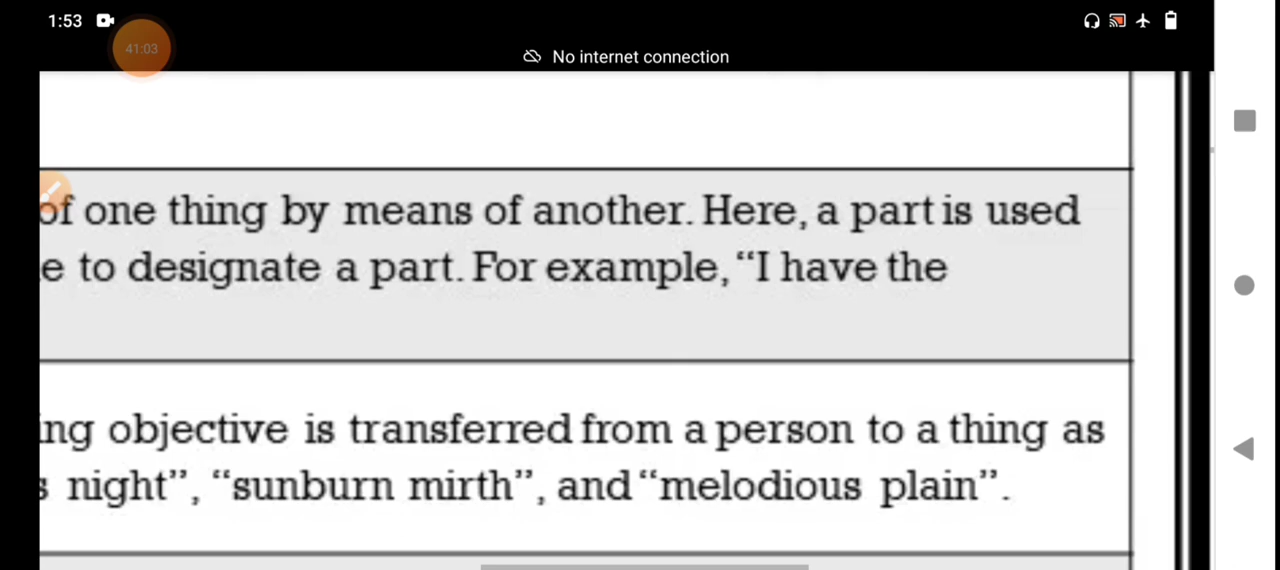 1:53
41:03
No internet connection
of one thing by means of another. Here, a part is used
e to designate a part. For example, “I have the
ing objective is transferred from a person to a thing as
s night”, “sunburn mirth”, and “melodious plain”.